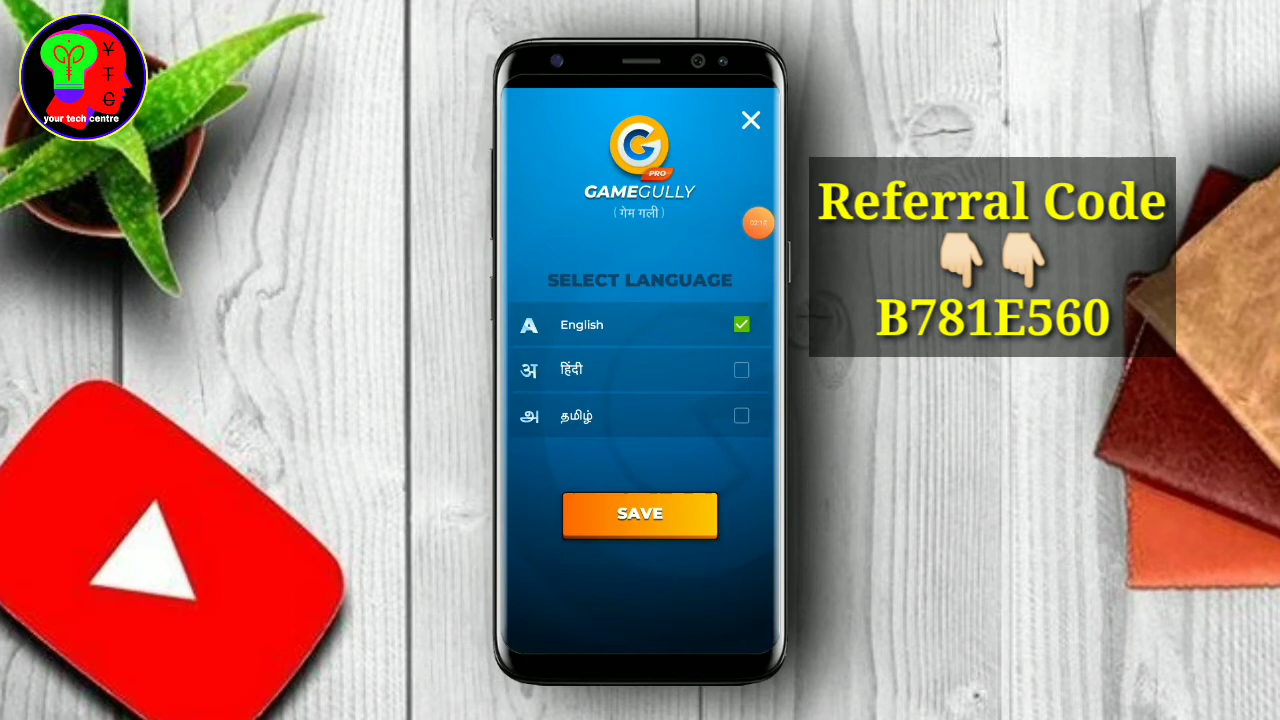 Y
T
C
your tech centre
G
PRO
GAMEGULLY
(गेम गली)
Referral Code
👇🏻👇🏻
B781E560
SELECT LANGUAGE
A English
अ हिंदी
அ தமிழ்
SAVE